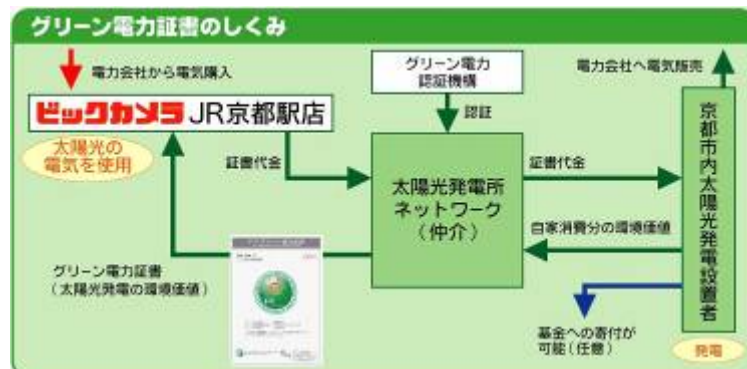 グリーン電力証書のしくみ
電力会社から電気購入
ビックカメラ JR京都駅店
太陽光の
電気を使用
証書代金
グリーン電力証書
(太陽光発電の環境価値)
グリーン電力
認証機構
認証
太陽光発電所
ネットワーク
(仲介)
電力会社へ電気販売
証書代金
自家消費分の環境価値
基金への寄付が
可能(任意)
京都市内太陽光発電設置者
発電